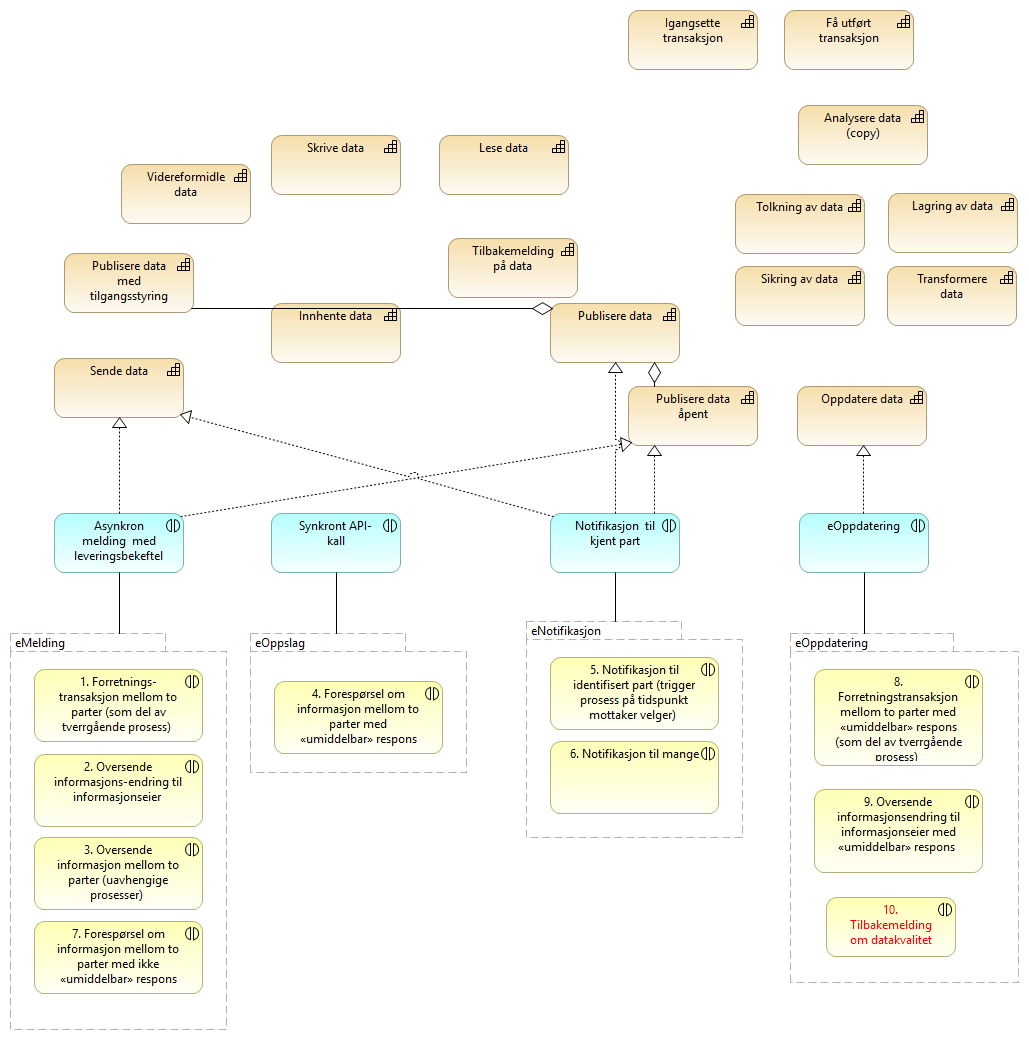 Igangsette
transaksjon
Få utført
transaksjon
Analysere data
(copy)
Skrive data
Lese data
Videreformidle
data
Tolkning av data
Lagring av data
Tilbakemelding
på data
Publisere data
med
tilgangsstyring
Sikring av data
Transformere
data
Innhente data
Publisere data
Sende data
Publisere data
åpent
Oppdatere data
Asynkron
melding med
leveringsbekeftel
Synkront API-
kall
Notifikasjon til
kjent part
eOppdatering
eMelding
1. Forretnings-
transaksjon mellom to
parter (som del av
tverrgående prosess)
2. Oversende
informasjons-endring til
informasjonseier
3. Oversende
informasjon mellom to
parter (uavhengige
prosesser)
7. Forespørsel om
informasjon mellom to
parter med ikke
«umiddelbar» respons
eOppslag
4. Forespørsel om
informasjon mellom to
parter med
«umiddelbar» respons
eNotifikasjon
5. Notifikasjon til
identifisert part (trigger
prosess på tidspunkt
mottaker velger)
6. Notifikasjon til mange
eOppdatering
8.
Forretningstransaksjon
mellom to parter med
«umiddelbar» respons
(som del av tverrgående
prosess)
9. Oversende
informasjonsendring til
informasjonseier med
«umiddelbar» respons
10.
Tilbakemelding
om datakvalitet